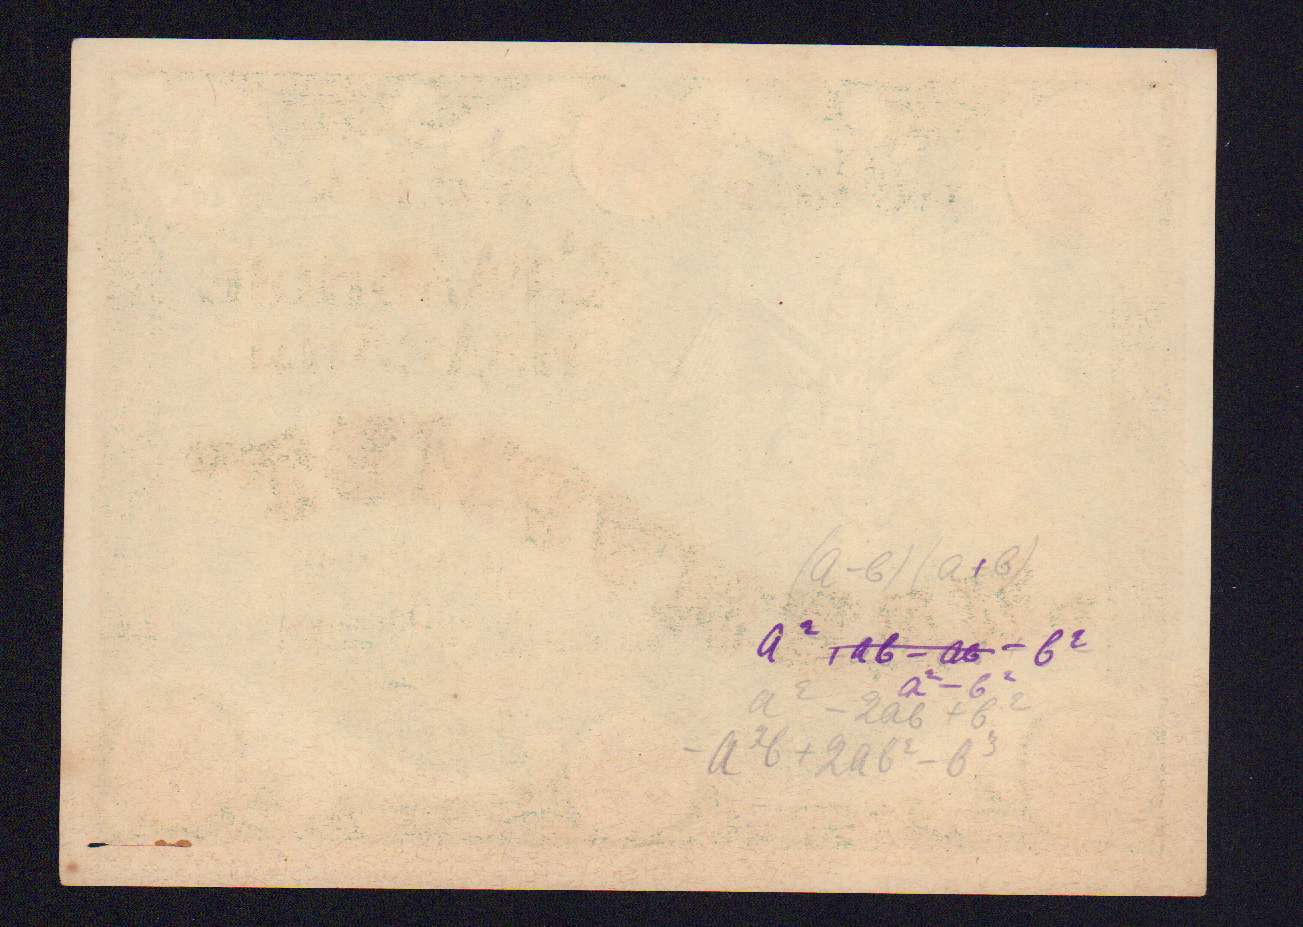 (a-b)(a+b)
a² +ab - ab - b²
a² - b²
a² - 2ab + b²
- a²b + 2ab² - b³